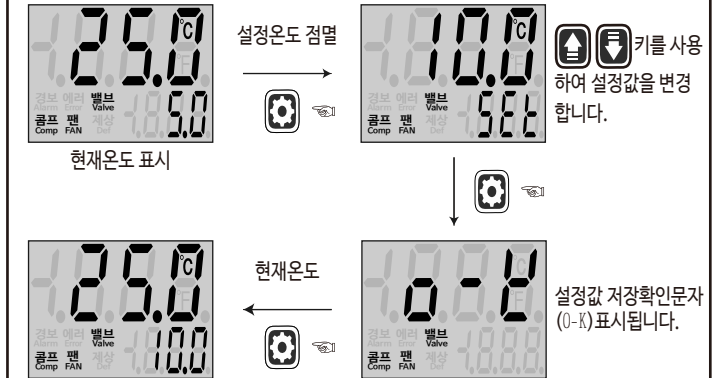 25.0 ℃
경보 에러 밸브
Alarm Error Valve
콤프 팬 제상
Comp FAN Def
5.0
현재온도 표시
설정온도 점멸
10.0 ℃
경보 에러 밸브
Alarm Error Valve
콤프 팬 제상
Comp FAN Def
SEt
키를 사용
하여 설정값을 변경
합니다.
o-K
경보 에러 밸브
Alarm Error Valve
콤프 팬 제상
Comp FAN Def
설정값 저장확인문자
(O-K)표시됩니다.
현재온도
25.0 ℃
경보 에러 밸브
Alarm Error Valve
콤프 팬 제상
Comp FAN Def
10.0